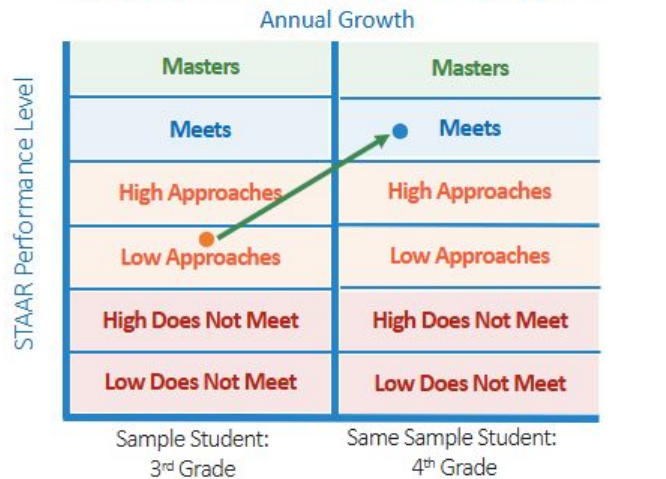 Annual Growth
STAAR Performance Level
Masters
Masters
Meets
Meets
High Approaches
High Approaches
Low Approaches
Low Approaches
High Does Not Meet
High Does Not Meet
Low Does Not Meet
Low Does Not Meet
Sample Student:
3rd Grade
Same Sample Student:
4th Grade